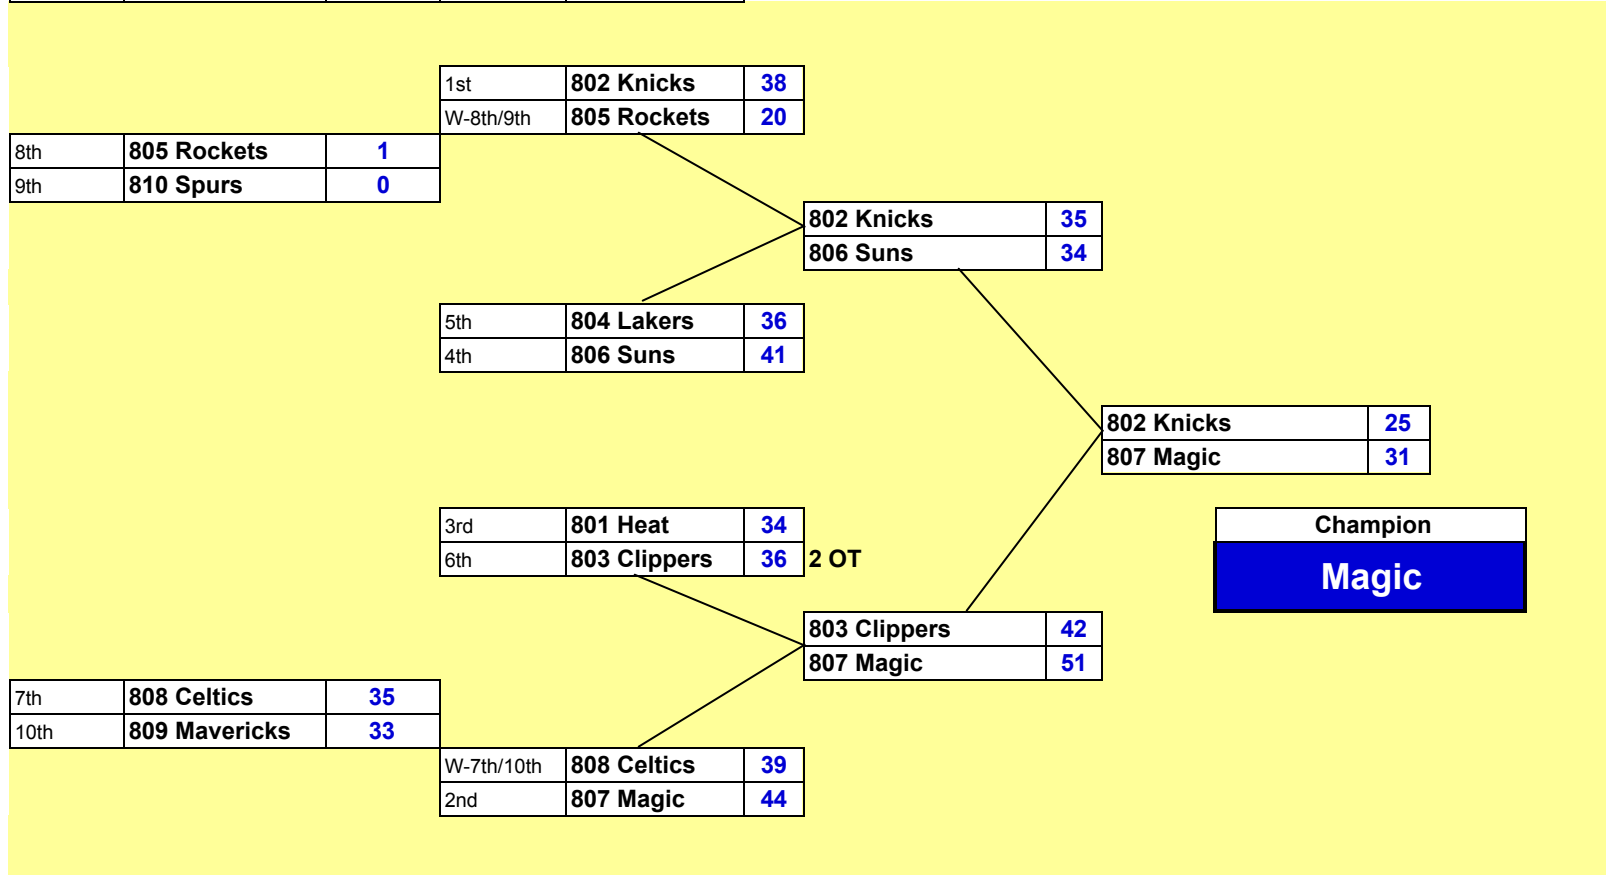 1st 802 Knicks 38
W-8th/9th 805 Rockets 20
8th 805 Rockets 1
9th 810 Spurs 0
802 Knicks 35
806 Suns 34
5th 804 Lakers 36
4th 806 Suns 41
802 Knicks 25
807 Magic 31
3rd 801 Heat 34
6th 803 Clippers 36 2 OT
Champion
Magic
803 Clippers 42
807 Magic 51
7th 808 Celtics 35
10th 809 Mavericks 33
W-7th/10th 808 Celtics 39
2nd 807 Magic 44